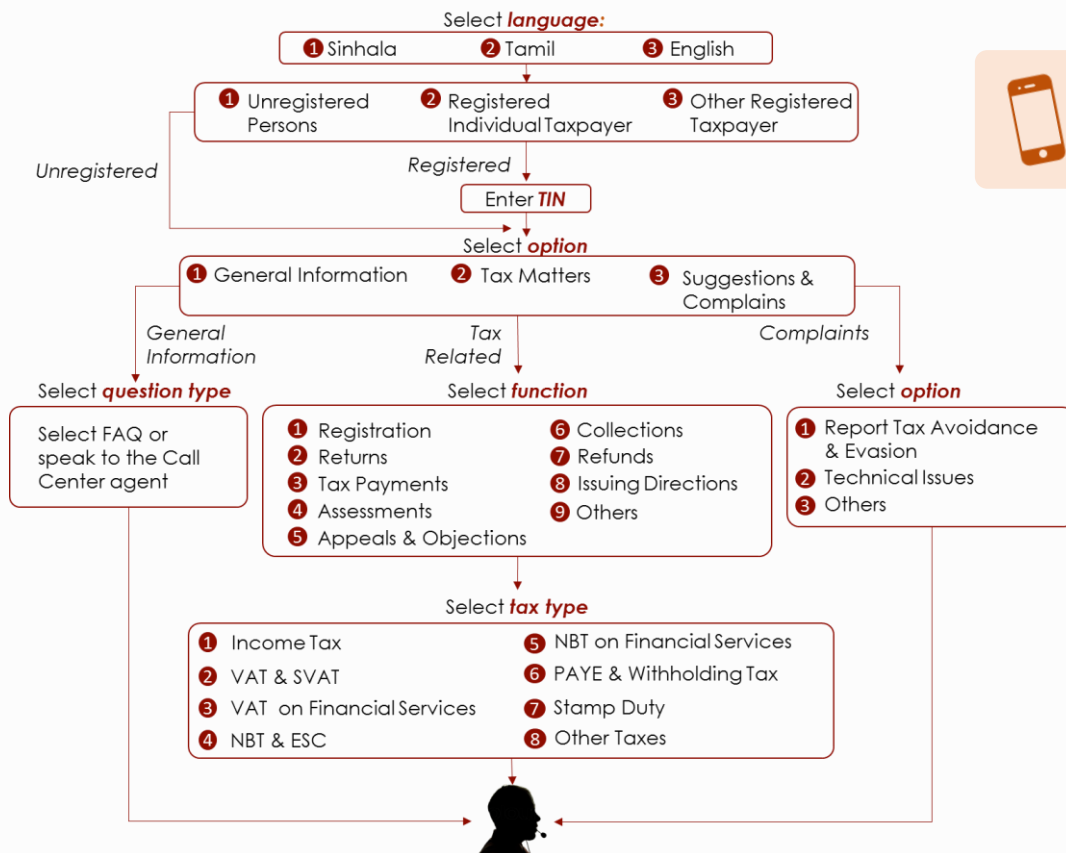 Select language:
1 Sinhala 2 Tamil 3 English
1 Unregistered 2 Registered 3 Other Registered
Persons Individual Taxpayer Taxpayer
Unregistered Registered
Enter TIN
Select option
1 General Information 2 Tax Matters 3 Suggestions &
Complains
General
Information
Tax
Related
Complaints
Select question type
Select FAQ or
speak to the Call
Center agent
Select function
1 Registration
2 Returns
3 Tax Payments
4 Assessments
5 Appeals & Objections
6 Collections
7 Refunds
8 Issuing Directions
9 Others
Select option
1 Report Tax Avoidance
& Evasion
2 Technical Issues
3 Others
Select tax type
1 Income Tax
2 VAT & SVAT
3 VAT on Financial Services
4 NBT & ESC
5 NBT on Financial Services
6 PAYE & Withholding Tax
7 Stamp Duty
8 Other Taxes